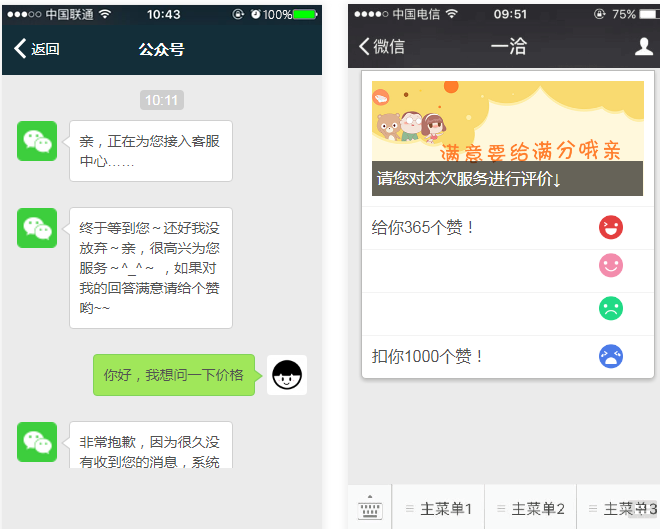 中国联通
10:43
100%
返回
公众号
10:11
亲，正在为您接入客服
中心……
终于等到您～还好我没
放弃～亲，很高兴为您
服务～^_^～ ，如果对
我的回答满意请给个赞
哟~~
你好，我想问一下价格
非常抱歉，因为很久没
有收到您的消息，系统
中国电信
09:51
75%
微信
一洽
满意要给满分哦亲
请您对本次服务进行评价↓
给你365个赞！
扣你1000个赞！
主菜单1
主菜单2
主菜单3